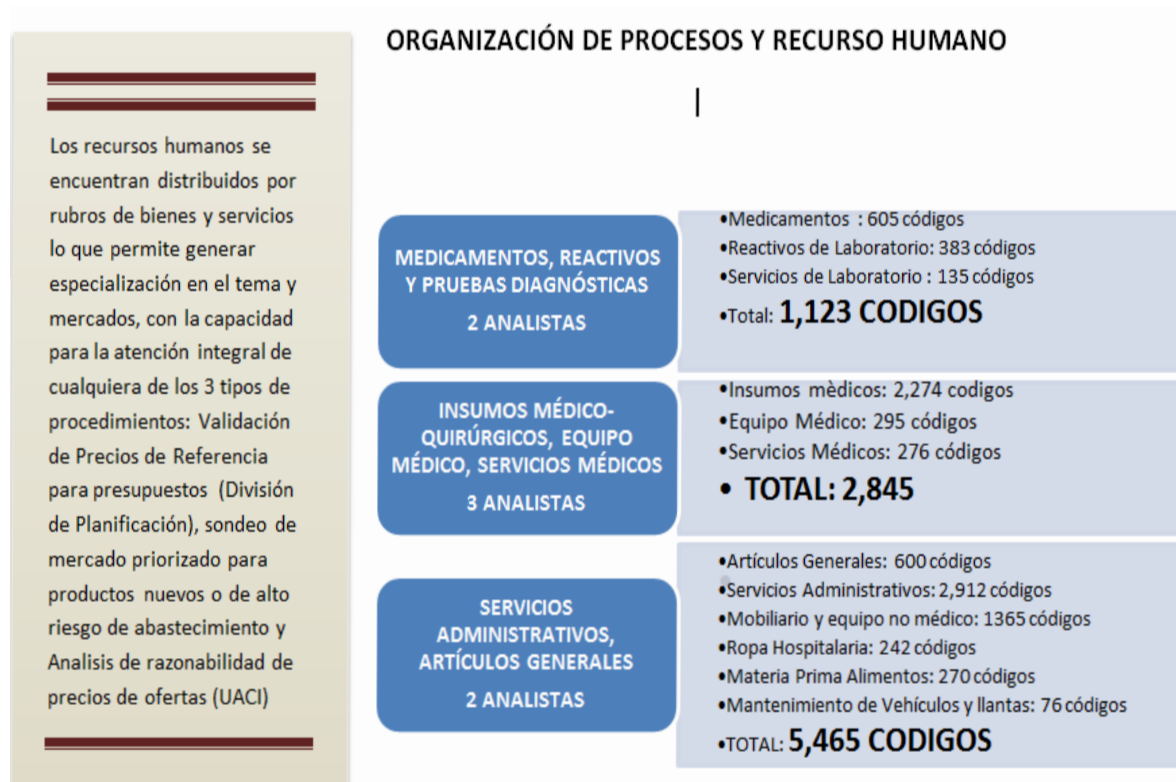 ORGANIZACIÓN DE PROCESOS Y RECURSO HUMANO
Los recursos humanos se
encuentran distribuidos por
rubros de bienes y servicios
lo que permite generar
especialización en el tema y
mercados, con la capacidad
para la atención integral de
cualquiera de los 3 tipos de
procedimientos: Validación
de Precios de Referencia
para presupuestos (División
de Planificación), sondeo de
mercado priorizado para
productos nuevos o de alto
riesgo de abastecimiento y
Analisis de razonabilidad de
precios de ofertas (UACI)
MEDICAMENTOS, REACTIVOS
Y PRUEBAS DIAGNÓSTICAS
2 ANALISTAS
•Medicamentos : 605 códigos
•Reactivos de Laboratorio: 383 códigos
•Servicios de Laboratorio : 135 códigos
•Total: 1,123 CODIGOS
INSUMOS MÉDICO-
QUIRÚRGICOS, EQUIPO
MÉDICO, SERVICIOS MÉDICOS
3 ANALISTAS
•Insumos mèdicos: 2,274 codigos
•Equipo Médico: 295 códigos
•Servicios Médicos: 276 códigos
• TOTAL: 2,845
SERVICIOS
ADMINISTRATIVOS,
ARTÍCULOS GENERALES
2 ANALISTAS
•Artículos Generales: 600 códigos
•Servicios Administrativos: 2,912 códigos
•Mobiliario y equipo no médico: 1365 códigos
•Ropa Hospitalaria: 242 códigos
•Materia Prima Alimentos: 270 códigos
•Mantenimiento de Vehículos y llantas: 76 códigos
•TOTAL: 5,465 CODIGOS